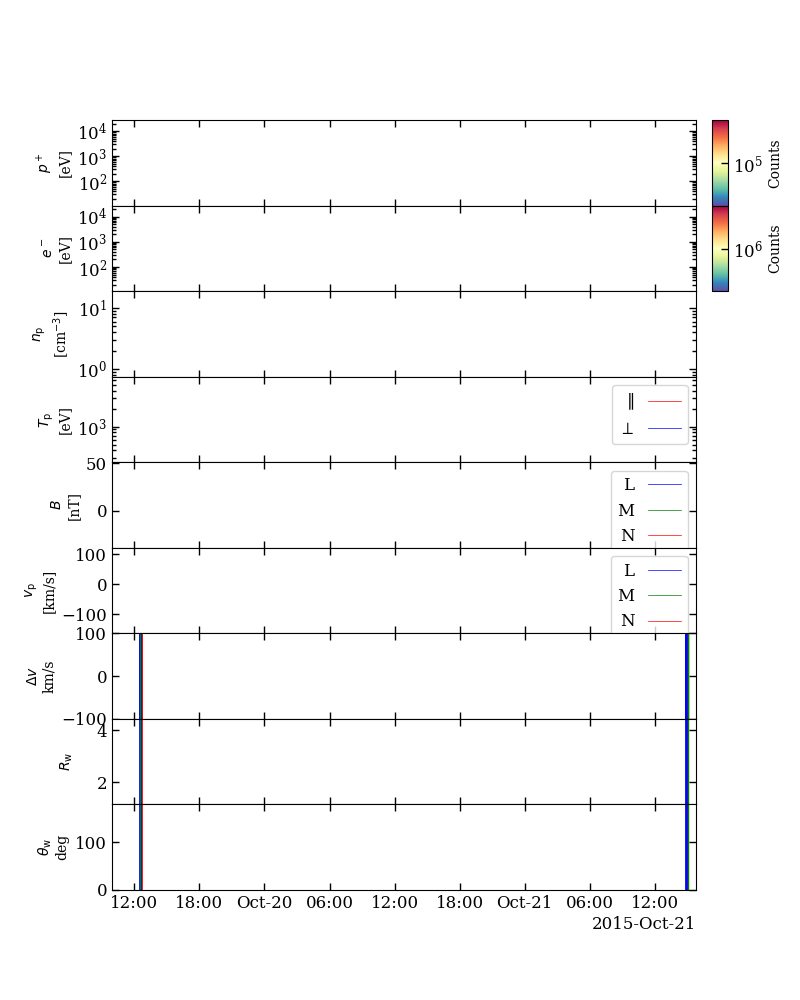 10⁴
10³
10²
p⁺
[eV]
10⁵
Counts
10⁴
10³
10²
e⁻
[eV]
10⁶
Counts
10¹
10⁰
nₚ
[cm⁻³]
10³
Tₚ
[eV]
∥
⊥
50
0
B
[nT]
L
M
N
100
0
−100
vₚ
[km/s]
L
M
N
100
0
−100
Δv
km/s
4
2
R_w
100
0
θ_w
deg
12:00 18:00 Oct-20 06:00 12:00 18:00 Oct-21 06:00 12:00
2015-Oct-21